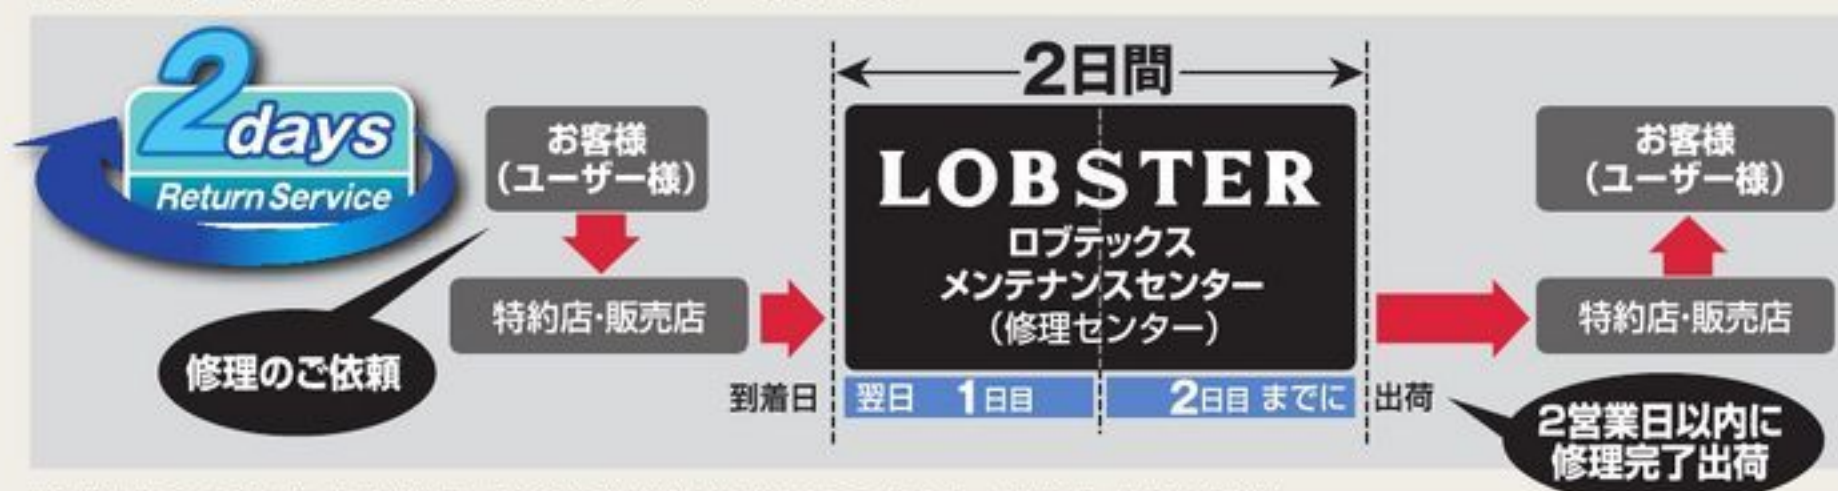 2days
Return Service
お客様
（ユーザー様）
特約店・販売店
修理のご依頼
2日間
LOBSTER
ロブテックス
メンテナンスセンター
（修理センター）
到着日
翌日 1日目
2日目 までに
出荷
お客様
（ユーザー様）
特約店・販売店
2営業日以内に
修理完了出荷